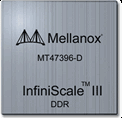 Mellanox
MT47396-D
InfiniScale™ III
DDR